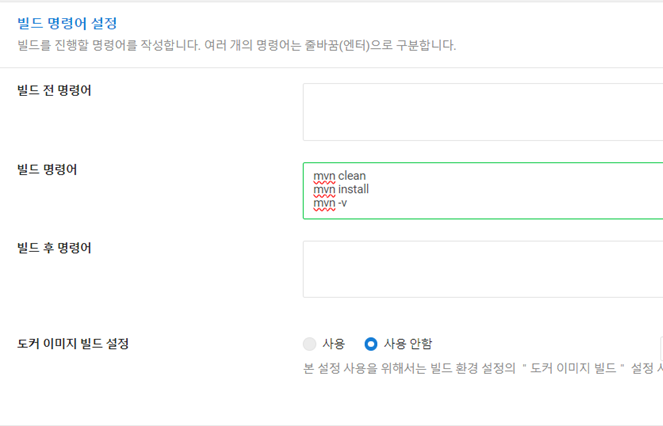 빌드 명령어 설정
빌드를 진행할 명령어를 작성합니다. 여러 개의 명령어는 줄바꿈(엔터)으로 구분합니다.
빌드 전 명령어
빌드 명령어
mvn clean
mvn install
mvn -v
빌드 후 명령어
도커 이미지 빌드 설정
사용 사용 안함
본 설정 사용을 위해서는 빌드 환경 설정의 " 도커 이미지 빌드 " 설정